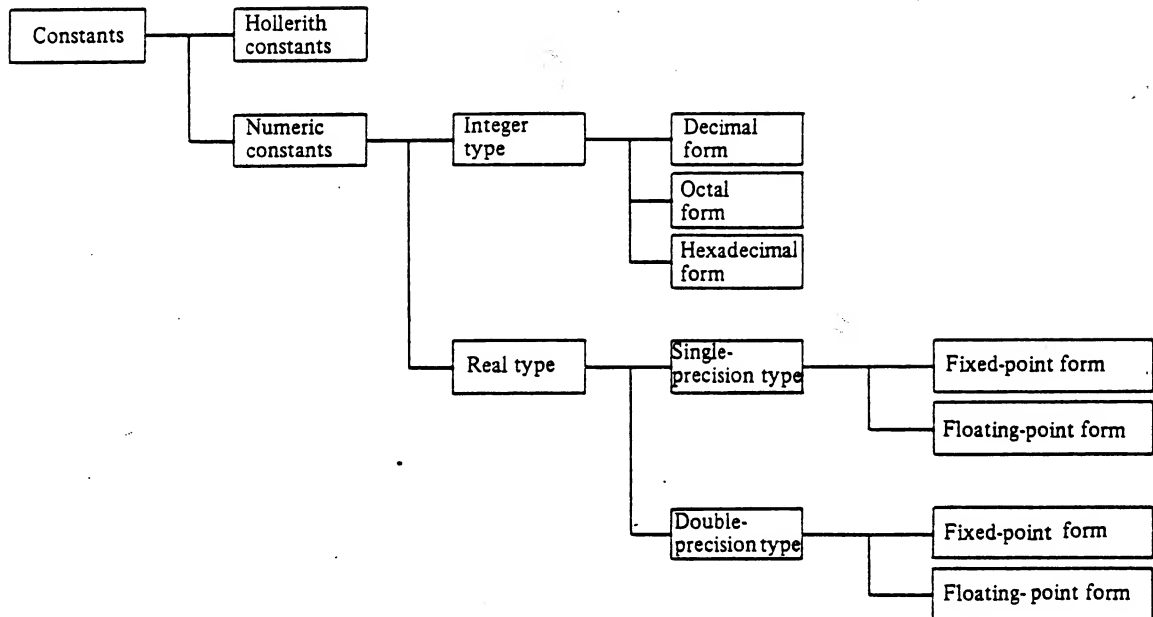 Constants
Hollerith
constants
Numeric
constants
Integer
type
Decimal
form
Octal
form
Hexadecimal
form
Real type
Single-
precision type
Fixed-point form
Floating-point form
Double-
precision type
Fixed-point form
Floating-point form